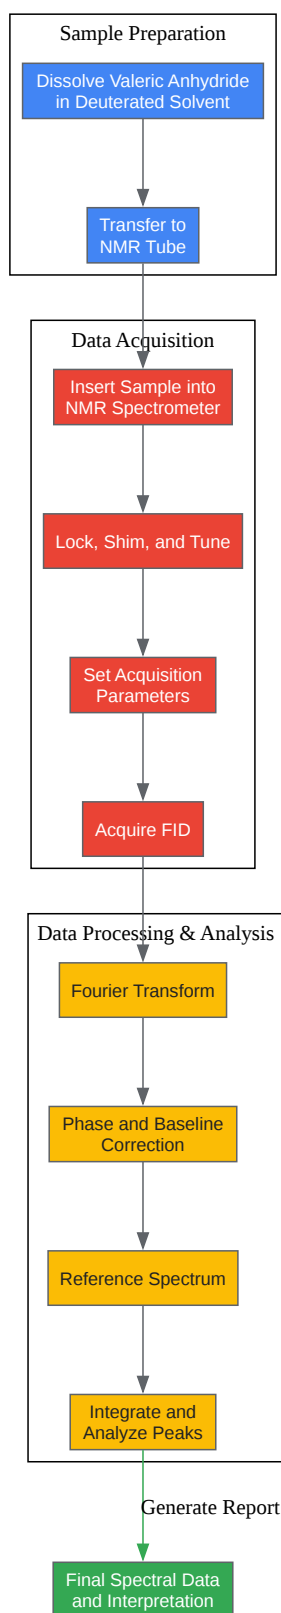 Sample Preparation
Dissolve Valeric Anhydride
in Deuterated Solvent
Transfer to
NMR Tube
Data Acquisition
Insert Sample into
NMR Spectrometer
Lock, Shim, and Tune
Set Acquisition
Parameters
Acquire FID
Data Processing & Analysis
Fourier Transform
Phase and Baseline
Correction
Reference Spectrum
Integrate and
Analyze Peaks
Generate Report
Final Spectral Data
and Interpretation